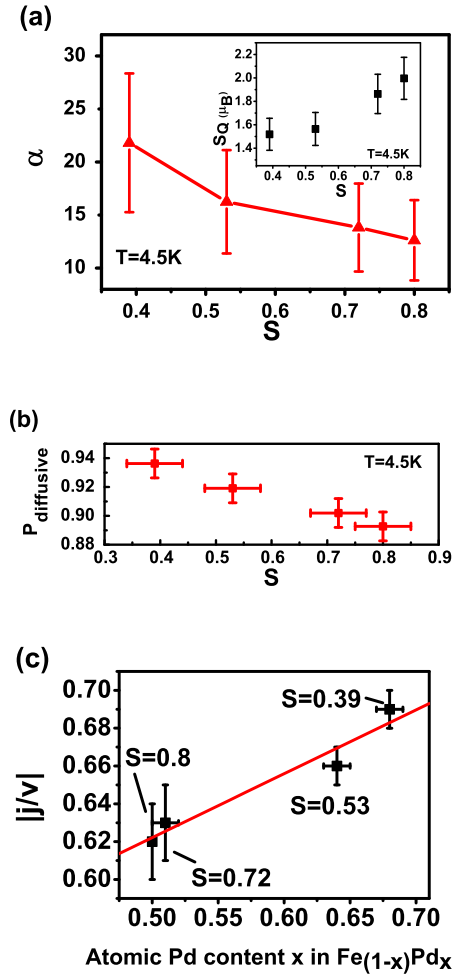 (a)
30
25
20
15
10
α
T=4.5K
0.4 0.5 0.6 0.7 0.8
S
2.2
2.0
1.8
1.6
1.4
SQ (μB)
T=4.5K
0.4 0.5 0.6 0.7 0.8
S
(b)
0.94
0.92
0.90
0.88
Pdiffusive
T=4.5K
0.3 0.4 0.5 0.6 0.7 0.8 0.9
S
(c)
0.70
0.68
0.66
0.64
0.62
0.60
|j/v|
S=0.39
S=0.8
S=0.53
S=0.72
0.50 0.55 0.60 0.65 0.70
Atomic Pd content x in Fe(1-x)Pdx